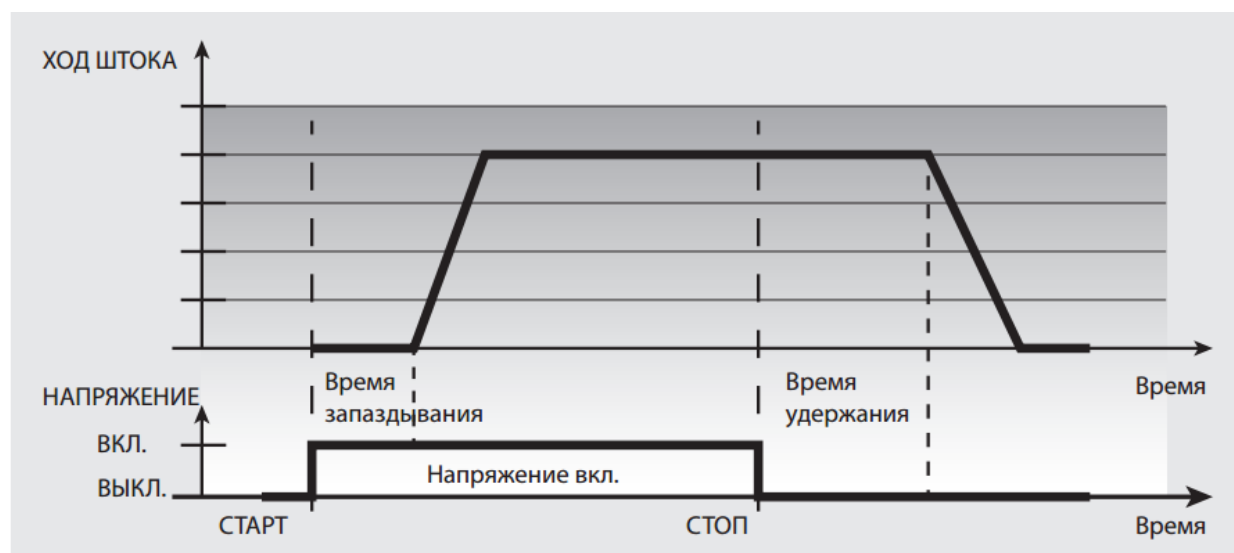 ХОД ШТОКА
Время
запаздывания
Время
удержания
Время
НАПРЯЖЕНИЕ
ВКЛ.
Напряжение вкл.
ВЫКЛ.
СТАРТ
СТОП
Время